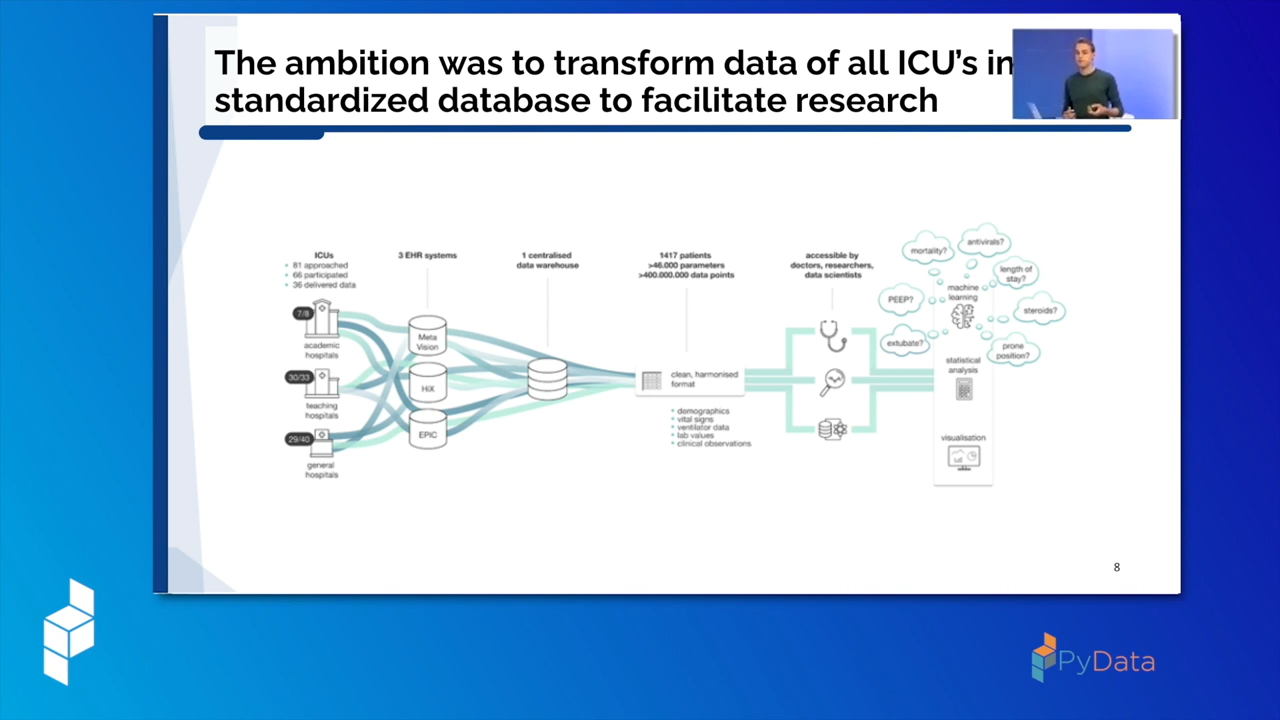 The ambition was to transform data of all ICU's in
standardized database to facilitate research
ICUs
• 81 approached
• 66 participated
• 36 delivered data
3 EHR systems
1 centralised
data warehouse
1417 patients
>46.000 parameters
>400.000.000 data points
accessible by
doctors, researchers,
data scientists
mortality?
antivirals?
length of
stay?
PEEP?
steroids?
extubate?
prone
position?
machine
learning
statistical
analysis
visualisation
7/8
academic
hospitals
30/33
teaching
hospitals
29/40
general
hospitals
Meta
Vision
HiX
EPIC
clean, harmonised
format
• demographics
• vital signs
• ventilator data
• lab values
• clinical observations
8
PyData